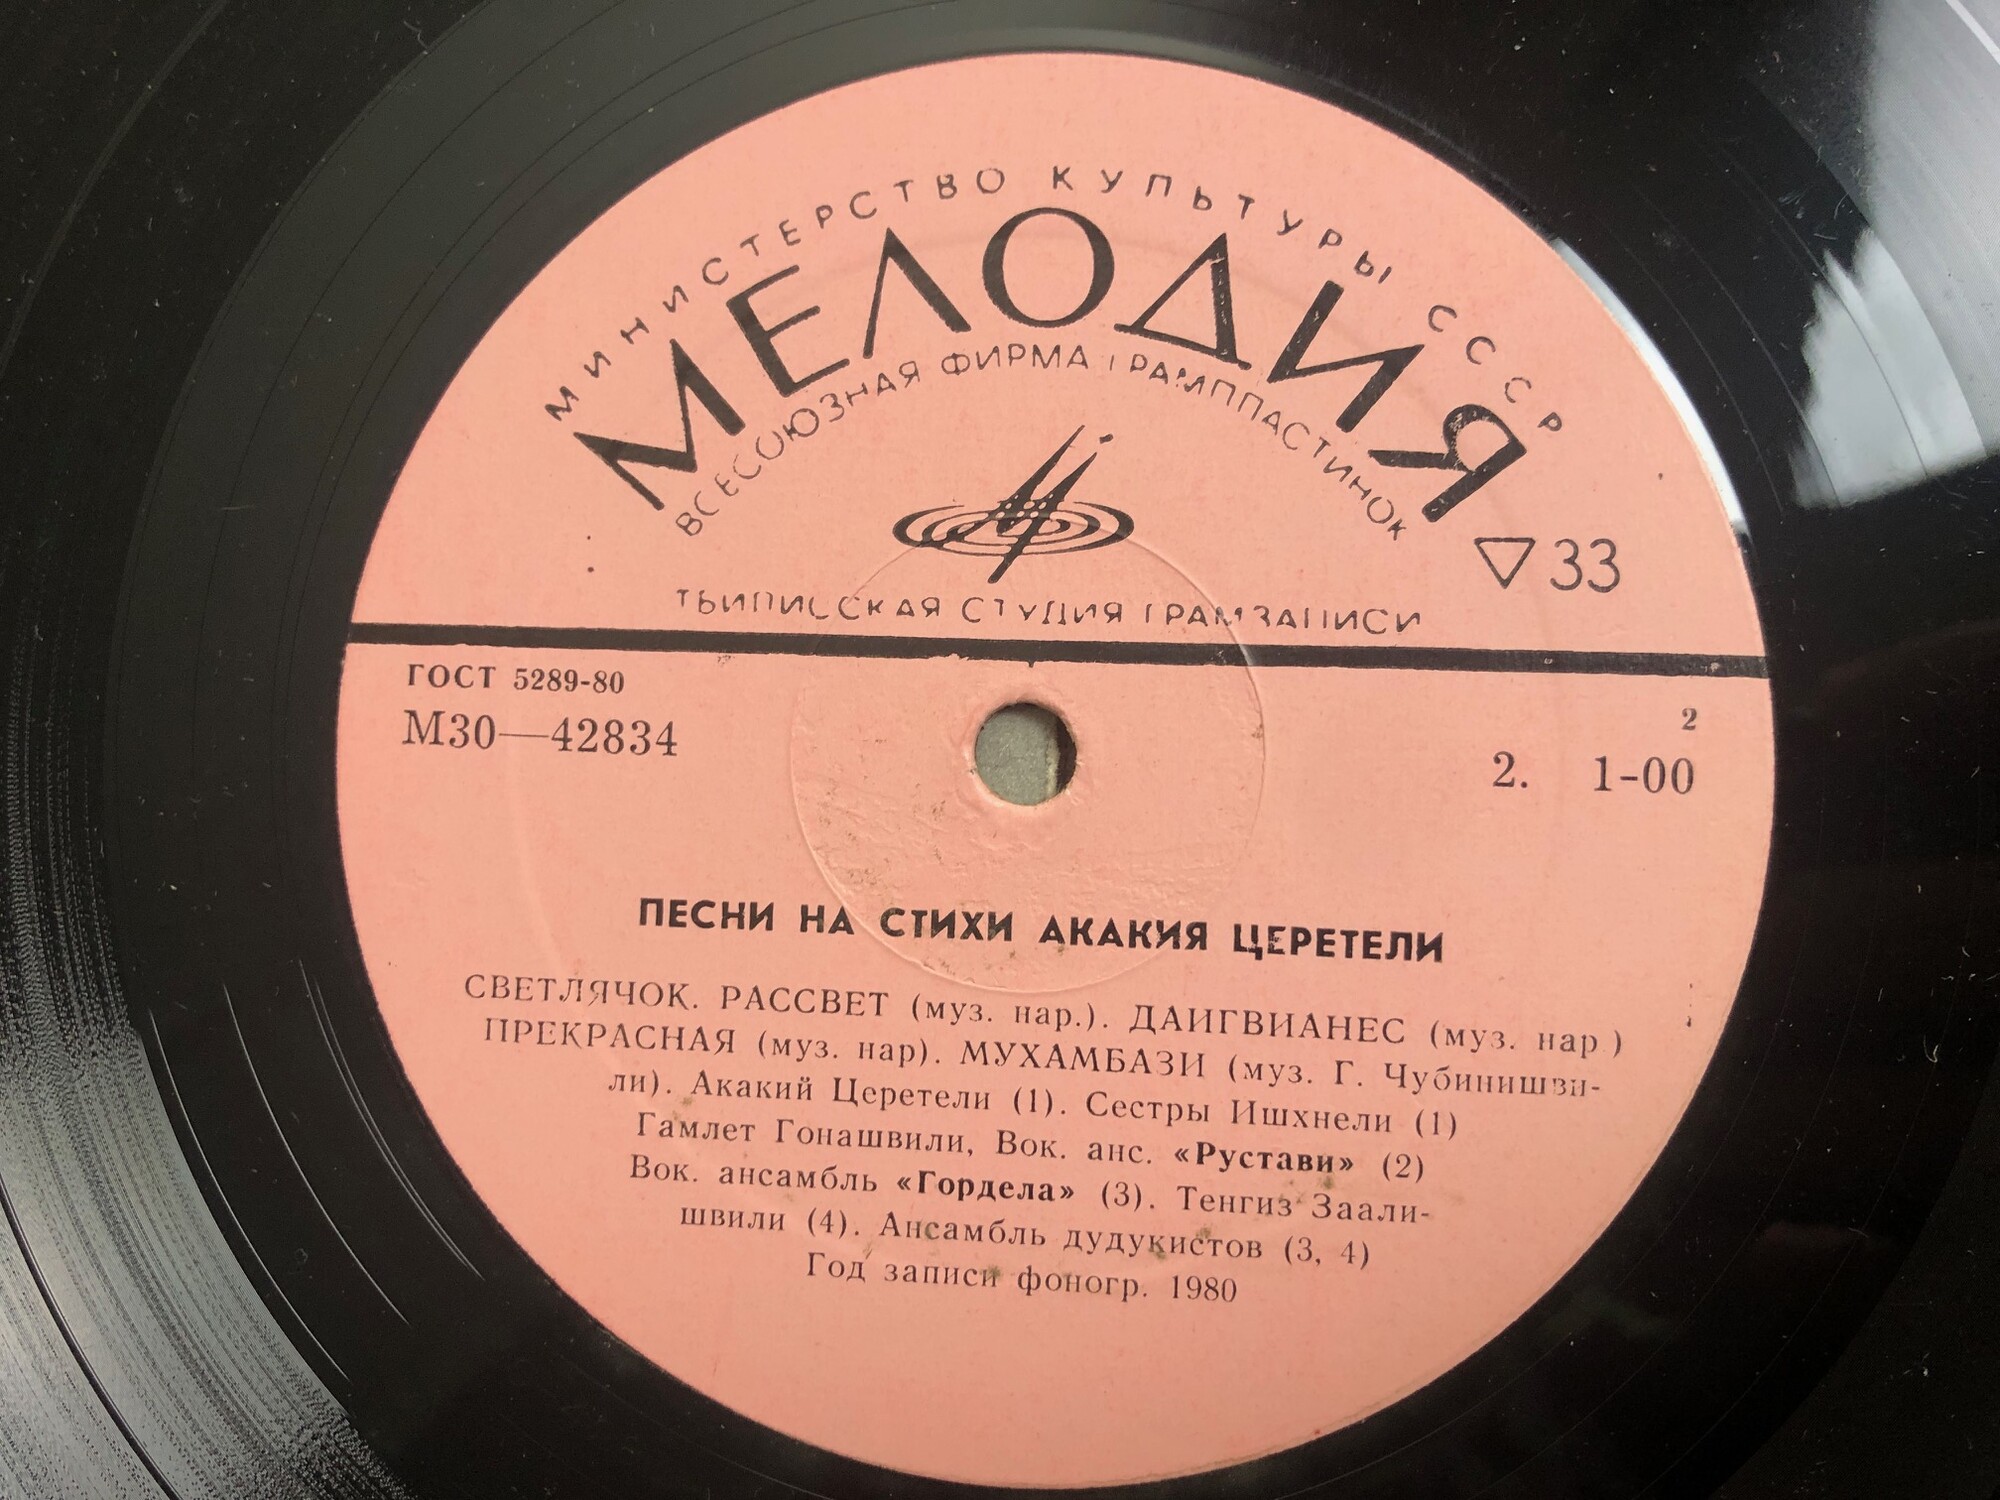 МИНИСТЕРСТВО КУЛЬТУРЫ СССР
МЕЛОДИЯ
ВСЕСОЮЗНАЯ ФИРМА ГРАМПЛАСТИНОК
▽33
ТБИЛИССКАЯ СТУДИЯ ГРАМЗАПИСИ
ГОСТ 5289-80
М30—42834
2
2. 1-00
ПЕСНИ НА СТИХИ АКАКИЯ ЦЕРЕТЕЛИ
СВЕТЛЯЧОК. РАССВЕТ (муз. нар.). ДАИГВИАНЕС (муз. нар )
ПРЕКРАСНАЯ (муз. нар). МУХАМБАЗИ (муз. Г. Чубинишви-
ли). Акакий Церетели (1). Сестры Ишхнели (1)
Гамлет Гонашвили, Вок. анс. «Рустави» (2)
Вок. ансамбль «Гордела» (3). Тенгиз Заали-
швили (4). Ансамбль дудукистов (3, 4)
Год записи фоногр. 1980